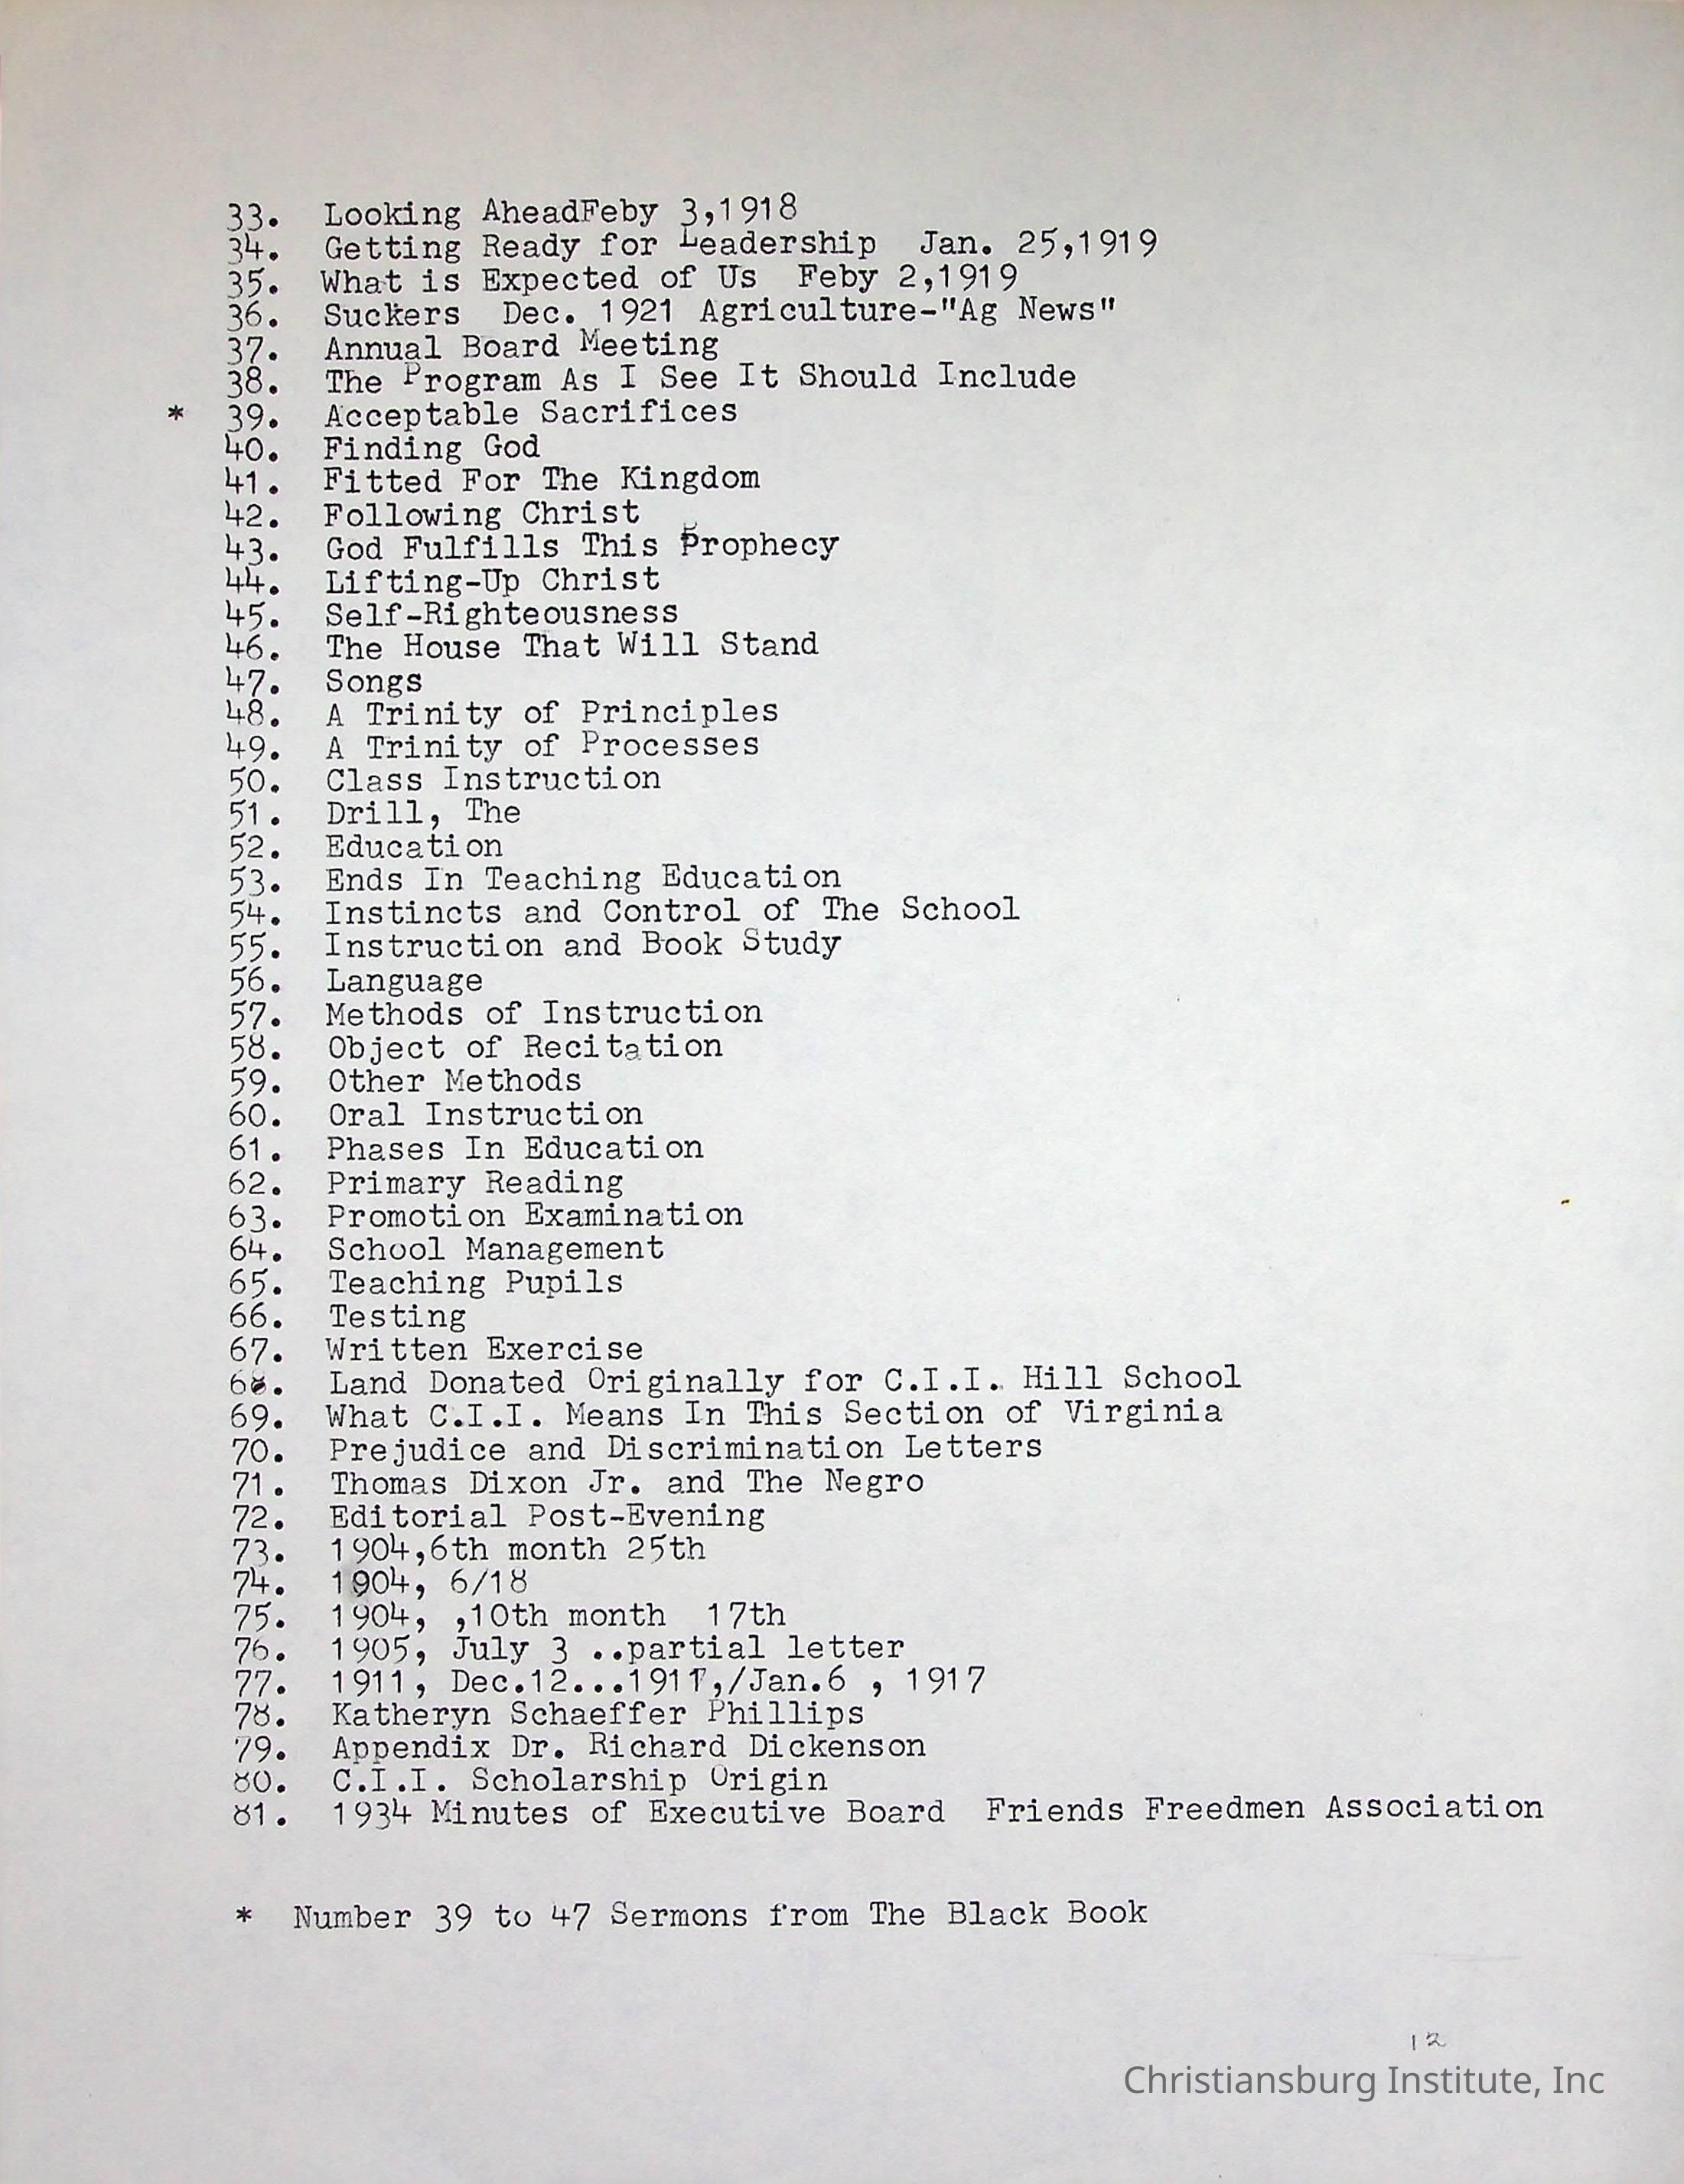 33. Looking AheadFeby 3,1918
34. Getting Ready for Leadership Jan. 25,1919
35. What is Expected of Us Feby 2,1919
36. Suckers Dec. 1921 Agriculture-"Ag News"
37. Annual Board Meeting
38. The Program As I See It Should Include
* 39. Acceptable Sacrifices
40. Finding God
41. Fitted For The Kingdom
42. Following Christ
43. God Fulfills This Prophecy
44. Lifting-Up Christ
45. Self-Righteousness
46. The House That Will Stand
47. Songs
48. A Trinity of Principles
49. A Trinity of Processes
50. Class Instruction
51. Drill, The
52. Education
53. Ends In Teaching Education
54. Instincts and Control of The School
55. Instruction and Book Study
56. Language
57. Methods of Instruction
58. Object of Recitation
59. Other Methods
60. Oral Instruction
61. Phases In Education
62. Primary Reading
63. Promotion Examination
64. School Management
65. Teaching Pupils
66. Testing
67. Written Exercise
68. Land Donated Originally for C.I.I. Hill School
69. What C.I.I. Means In This Section of Virginia
70. Prejudice and Discrimination Letters
71. Thomas Dixon Jr. and The Negro
72. Editorial Post-Evening
73. 1904,6th month 25th
74. 1904, 6/18
75. 1904, ,10th month 17th
76. 1905, July 3 ..partial letter
77. 1911, Dec.12...1917,/Jan.6 , 1917
78. Katheryn Schaeffer Phillips
79. Appendix Dr. Richard Dickenson
80. C.I.I. Scholarship Origin
81. 1934 Minutes of Executive Board Friends Freedmen Association
* Number 39 to 47 Sermons from The Black Book
12
Christiansburg Institute, Inc